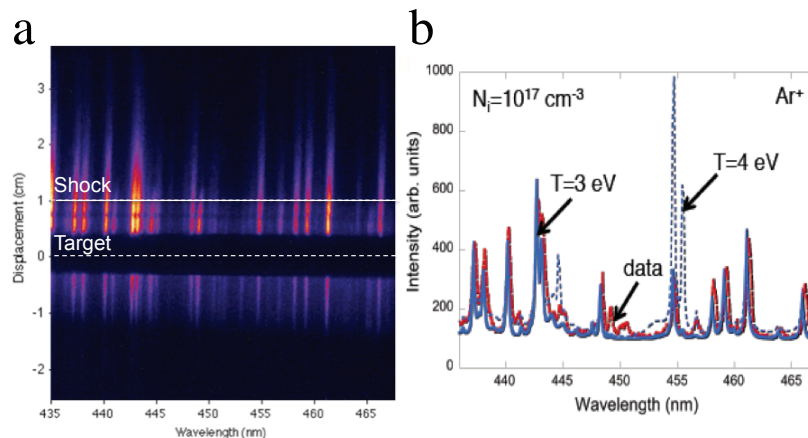 a
3
2
1
0
-1
-2
Displacement (cm)
Shock
Target
435
440
445
450
455
460
465
Wavelength (nm)
b
1000
800
600
400
200
0
Intensity (arb. units)
Nᵢ=10¹⁷ cm⁻³
Ar⁺
T=3 eV
T=4 eV
data
440
445
450
455
460
465
Wavelength (nm)